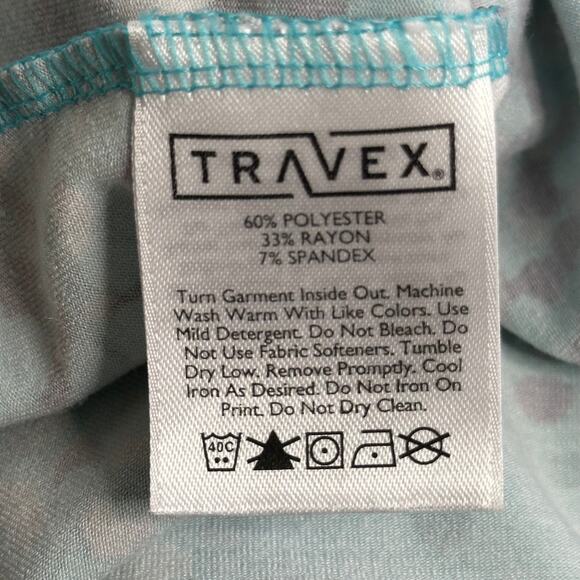 TRAVEX®
60% POLYESTER
33% RAYON
7% SPANDEX
Turn Garment Inside Out. Machine
Wash Warm With Like Colors. Use
Mild Detergent. Do Not Bleach. Do
Not Use Fabric Softeners. Tumble
Dry Low. Remove Promptly. Cool
Iron As Desired. Do Not Iron On
Print. Do Not Dry Clean.
40C